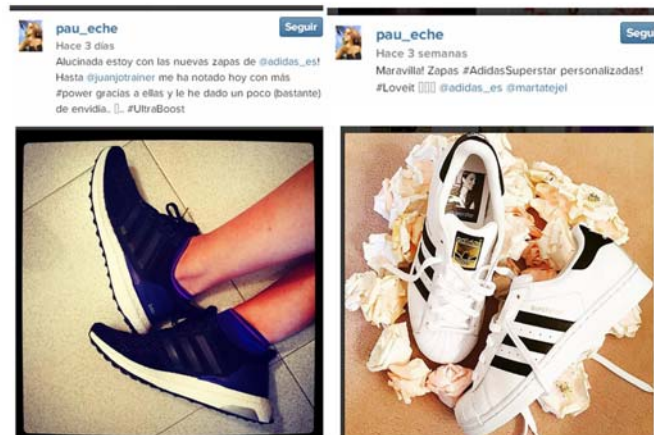 pau_eche
Seguir
Hace 3 días
Alucinada estoy con las nuevas zapas de @adidas_es!
Hasta @juanjotrainer me ha notado hoy con más
#power gracias a ellas y le he dado un poco (bastante)
de envidia.. .. #UltraBoost
pau_eche
Segu
Hace 3 semanas
Maravilla! Zapas #AdidasSuperstar personalizadas!
#Loveit @adidas_es @martatejel